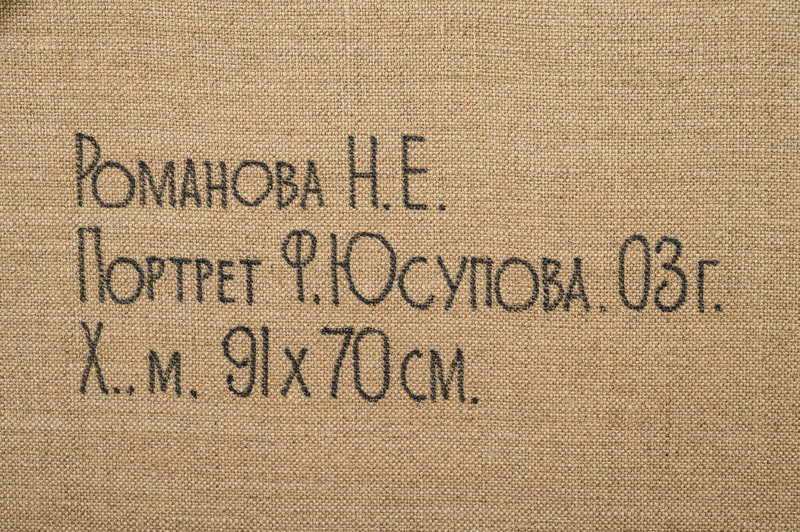 Романова Н.Е.
Портрет Ф.Юсупова. 03г.
Х., м. 91х70см.